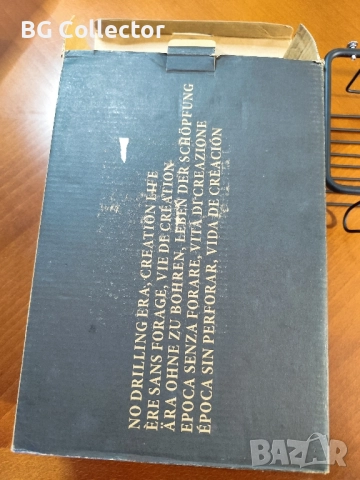 BG Collector
NO DRILLING ERA, CREATION LIFE
ÈRE SANS FORAGE, VIE DE CRÉATION
ÄRA OHNE ZU BOHREN, LEBEN DER SCHÖPFUNG
EPOCA SENZA FORARE, VITA DI CREAZIONE
ÉPOCA SIN PERFORAR, VIDA DE CREACIÓN
BAZAR